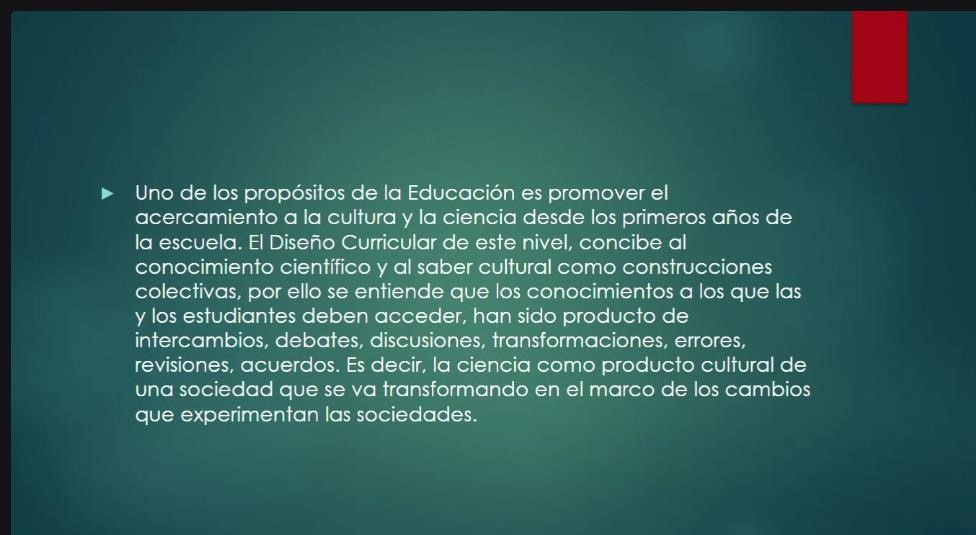 Uno de los propósitos de la Educación es promover el
acercamiento a la cultura y la ciencia desde los primeros años de
la escuela. El Diseño Curricular de este nivel, concibe al
conocimiento científico y al saber cultural como construcciones
colectivas, por ello se entiende que los conocimientos a los que las
y los estudiantes deben acceder, han sido producto de
intercambios, debates, discusiones, transformaciones, errores,
revisiones, acuerdos. Es decir, la ciencia como producto cultural de
una sociedad que se va transformando en el marco de los cambios
que experimentan las sociedades.